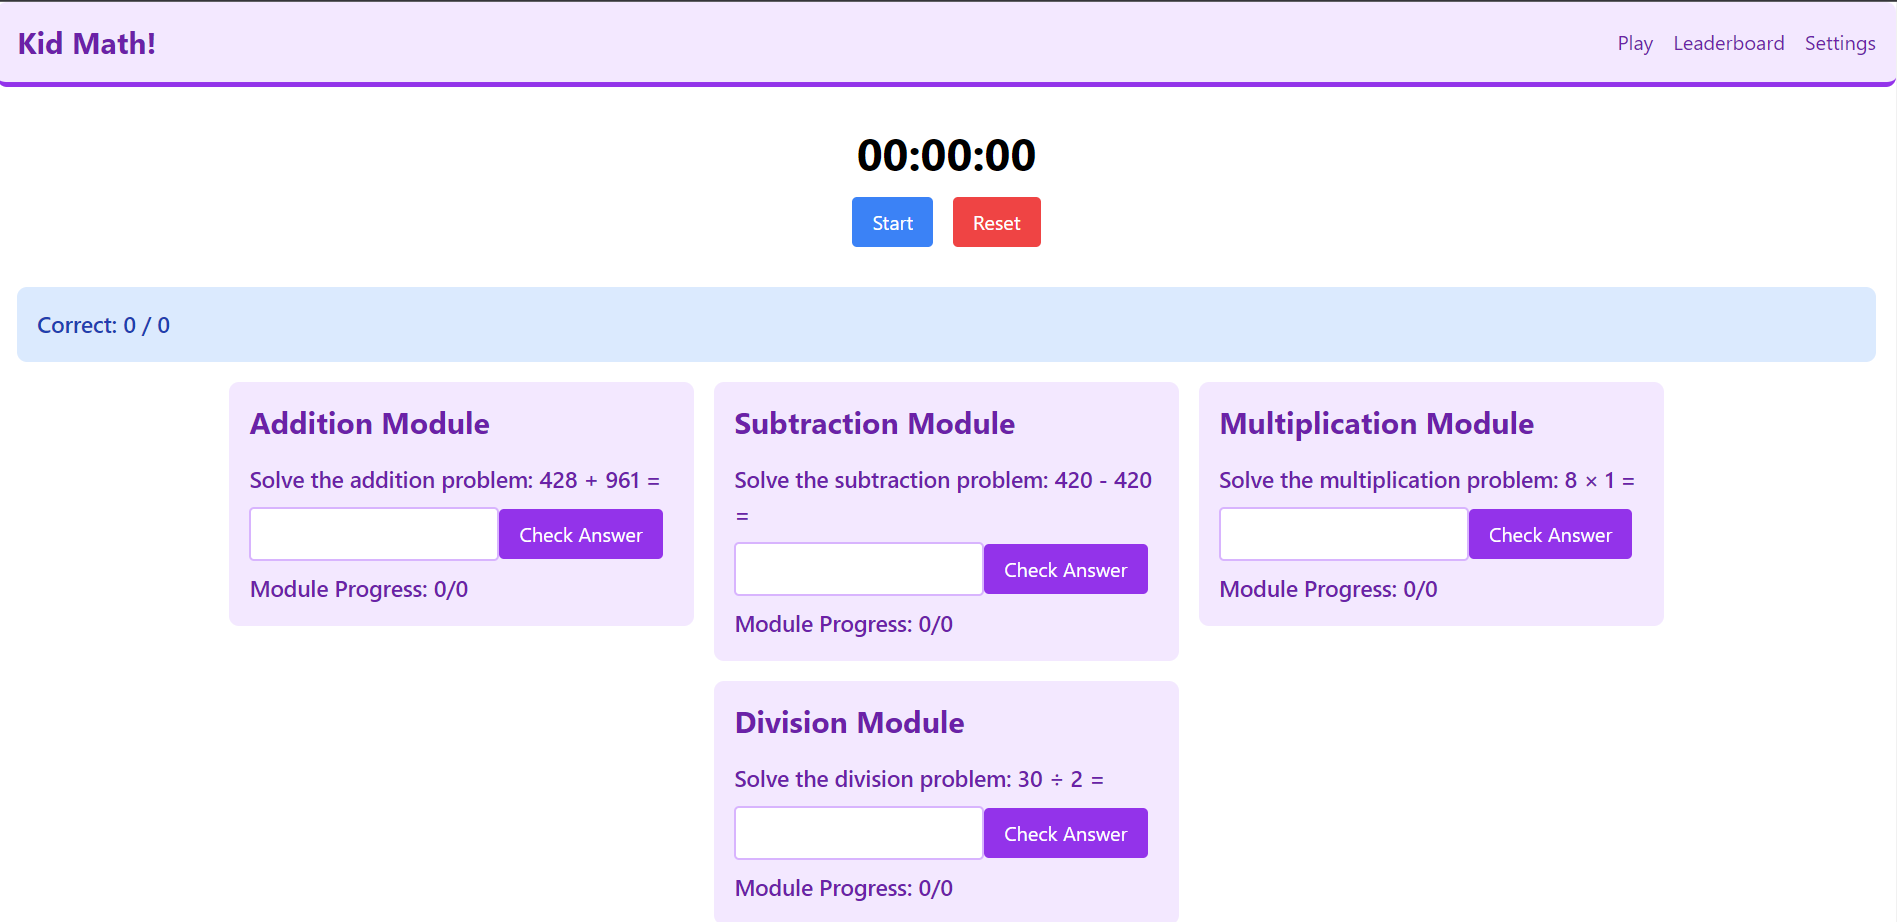 Kid Math!
Play Leaderboard Settings
00:00:00
Start Reset
Correct: 0 / 0
Addition Module
Solve the addition problem: 428 + 961 =
Check Answer
Module Progress: 0/0
Subtraction Module
Solve the subtraction problem: 420 - 420
=
Check Answer
Module Progress: 0/0
Multiplication Module
Solve the multiplication problem: 8 × 1 =
Check Answer
Module Progress: 0/0
Division Module
Solve the division problem: 30 ÷ 2 =
Check Answer
Module Progress: 0/0